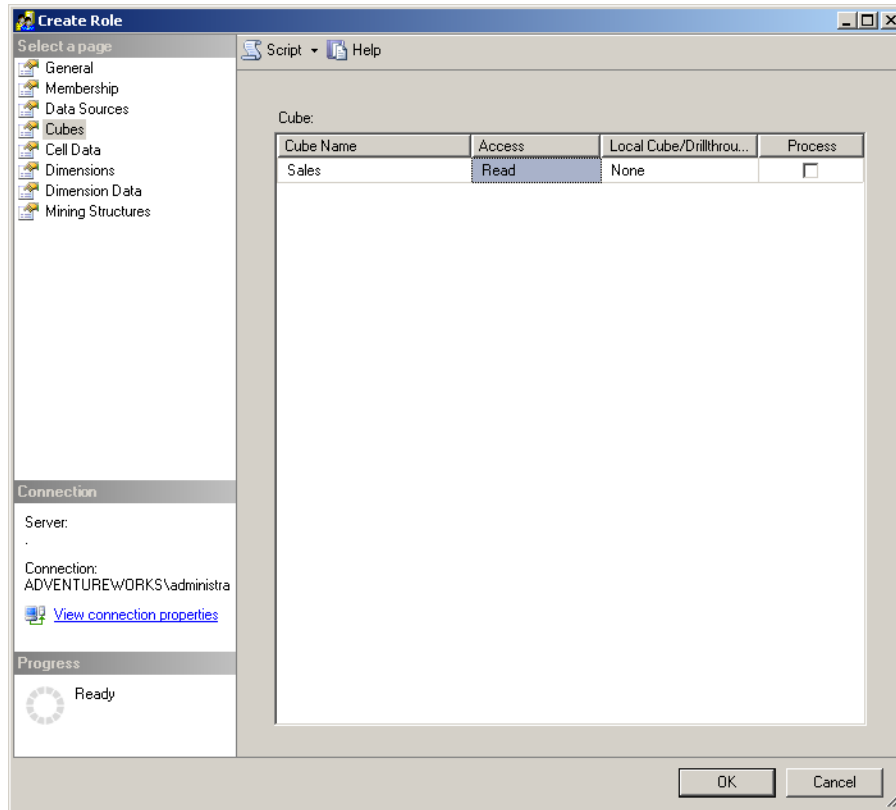 Create Role
Select a page
General
Membership
Data Sources
Cubes
Cell Data
Dimensions
Dimension Data
Mining Structures
Connection
Server:
.
Connection:
ADVENTUREWORKS\administra
View connection properties
Progress
Ready
Script Help
Cube:
Cube Name Access Local Cube/Drillthrou... Process
Sales Read None
OK Cancel